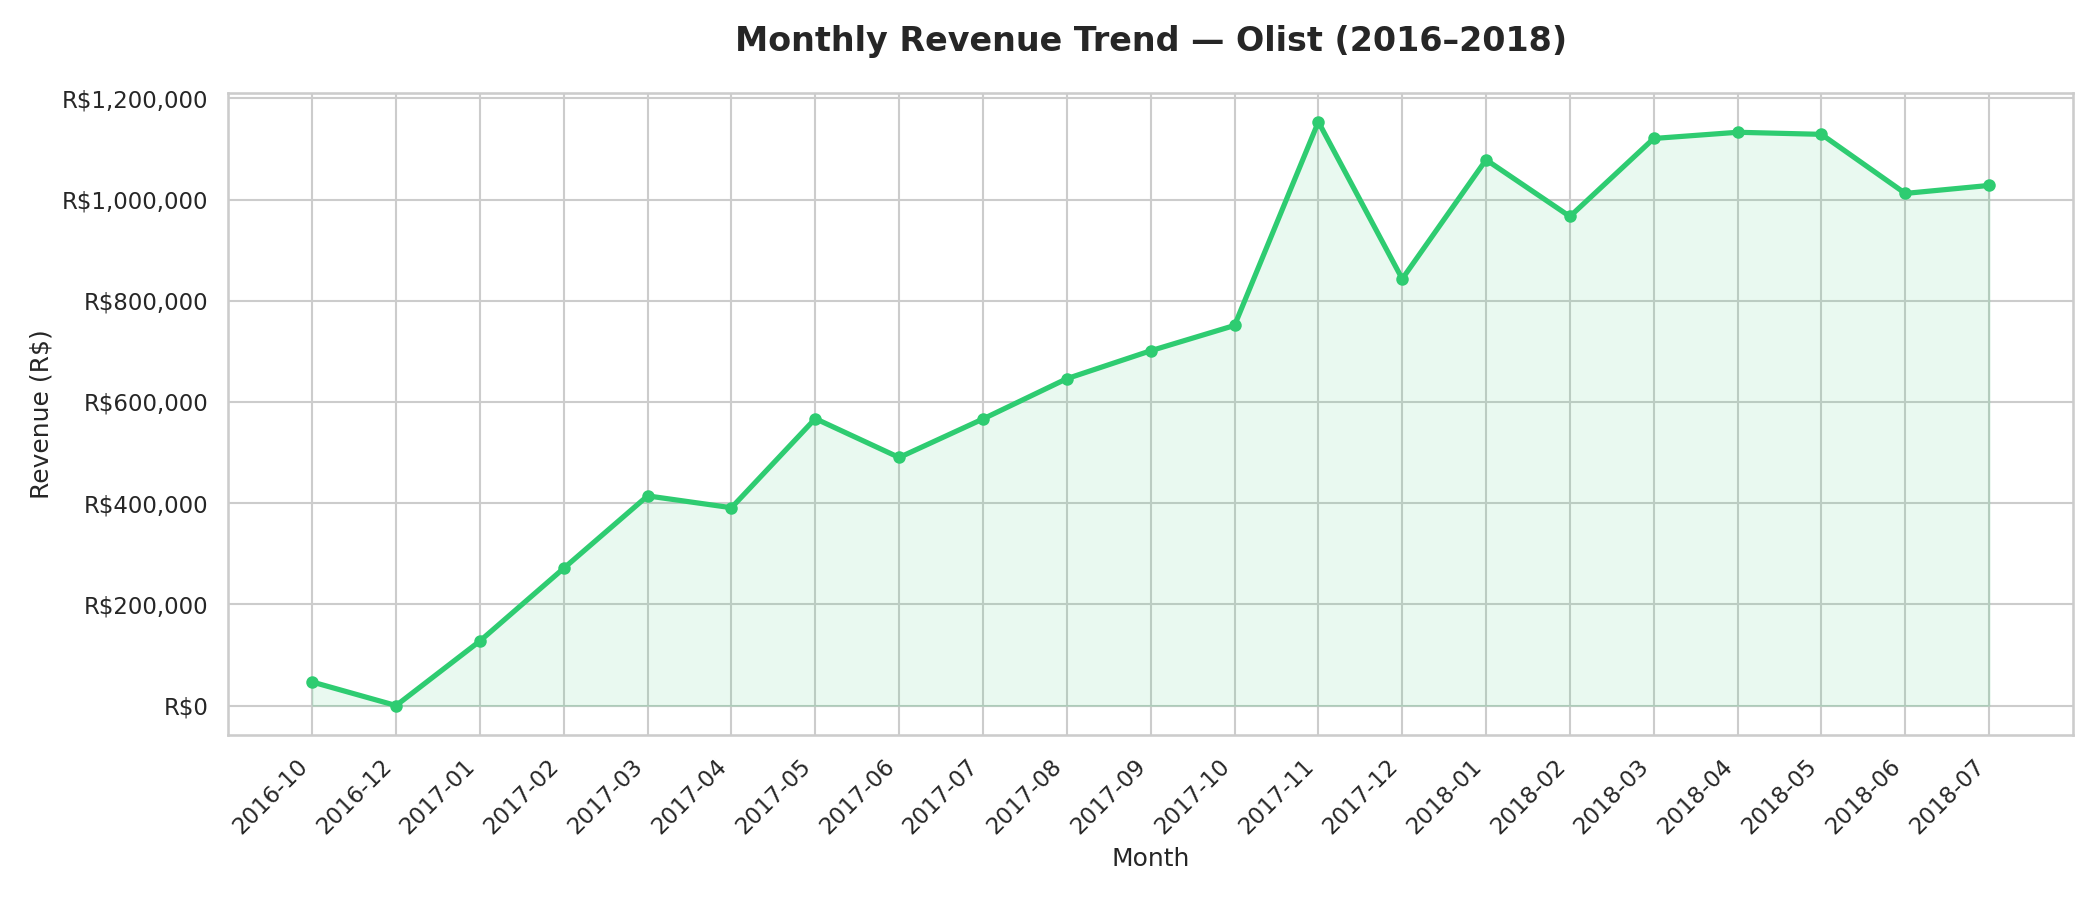 Monthly Revenue Trend — Olist (2016–2018)
R$1,200,000
R$1,000,000
R$800,000
R$600,000
R$400,000
R$200,000
R$0
Revenue (R$)
2016-10
2016-12
2017-01
2017-02
2017-03
2017-04
2017-05
2017-06
2017-07
2017-08
2017-09
2017-10
2017-11
2017-12
2018-01
2018-02
2018-03
2018-04
2018-05
2018-06
2018-07
Month